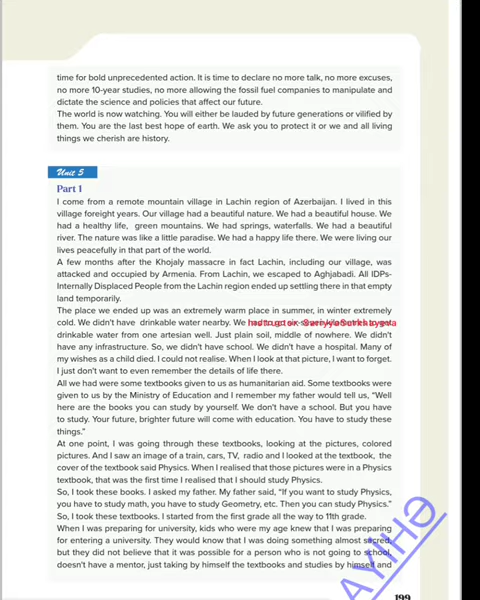 time for bold unprecedented action. It is time to declare no more talk, no more excuses,
no more 10-year studies, no more allowing the fossil fuel companies to manipulate and
dictate the science and policies that affect our future.
The world is now watching. You will either be lauded by future generations or vilified by
them. You are the last best hope of earth. We ask you to protect it or we and all living
things we cherish are history.
Unit 5
Part 1
I come from a remote mountain village in Lachin region of Azerbaijan. I lived in this
village foreight years. Our village had a beautiful nature. We had a beautiful house. We
had a healthy life, green mountains. We had springs, waterfalls. We had a beautiful
river. The nature was like a little paradise. We had a happy life there. We were living our
lives peacefully in that part of the world.
A few months after the Khojaly massacre in fact Lachin, including our village, was
attacked and occupied by Armenia. From Lachin, we escaped to Aghjabadi. All IDPs-
Internally Displaced People from the Lachin region ended up settling there in that empty
land temporarily.
The place we ended up was an extremely warm place in summer, in winter extremely
cold. We didn't have drinkable water nearby. We
drinkable water from one artesian well. Just plain soil, middle of nowhere. We didn't
have any infrastructure. So, we didn't have school. We didn't have a hospital. Many of
my wishes as a child died. I could not realise. When I look at that picture, I want to forget.
I just don't want to even remember the details of life there.
All we had were some textbooks given to us as humanitarian aid. Some textbooks were
given to us by the Ministry of Education and I remember my father would tell us, “Well
here are the books you can study by yourself. We don't have a school. But you have
to study. Your future, brighter future will come with education. You have to study these
things.”
At one point, I was going through these textbooks, looking at the pictures, colored
pictures. And I saw an image of a train, cars, TV, radio and I looked at the textbook, the
cover of the textbook said Physics. When I realised that those pictures were in a Physics
textbook, that was the first time I realised that I should study Physics.
So, I took these books. I asked my father. My father said, “If you want to study Physics,
you have to study math, you have to study Geometry, etc. Then you can study Physics.”
So, I took these textbooks. I started from the first grade all the way to 11th grade.
When I was preparing for university, kids who were my age knew that I was preparing
for entering a university. They would know that I was doing something almost sacred,
but they did not believe that it was possible for a person who is not going to school,
doesn't have a mentor, just taking by himself the textbooks and studies by himself and
199